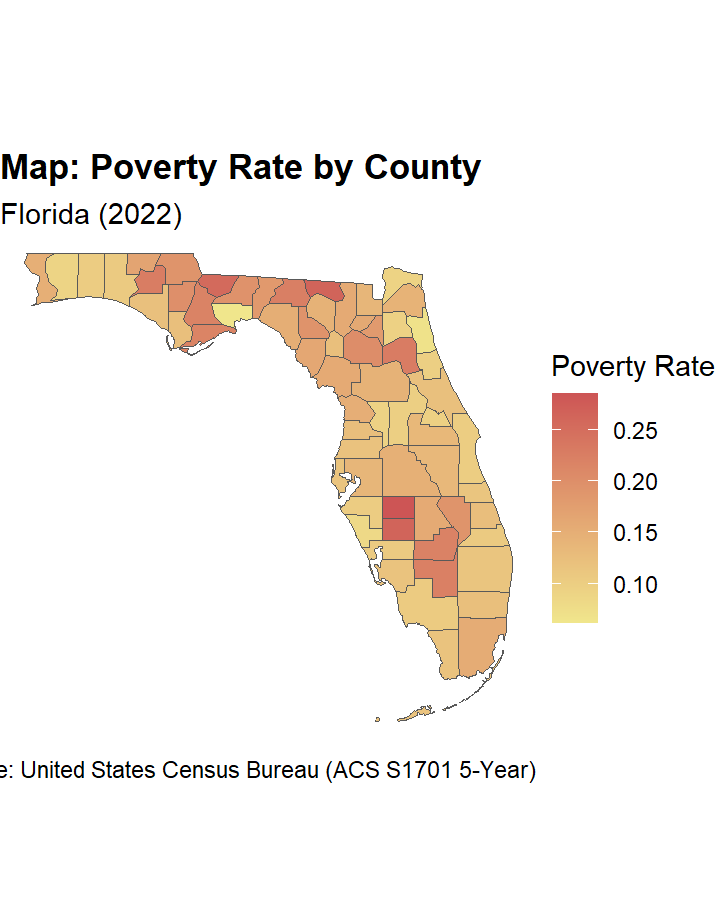 Map: Poverty Rate by County
Florida (2022)
Poverty Rate
0.25
0.20
0.15
0.10
e: United States Census Bureau (ACS S1701 5-Year)